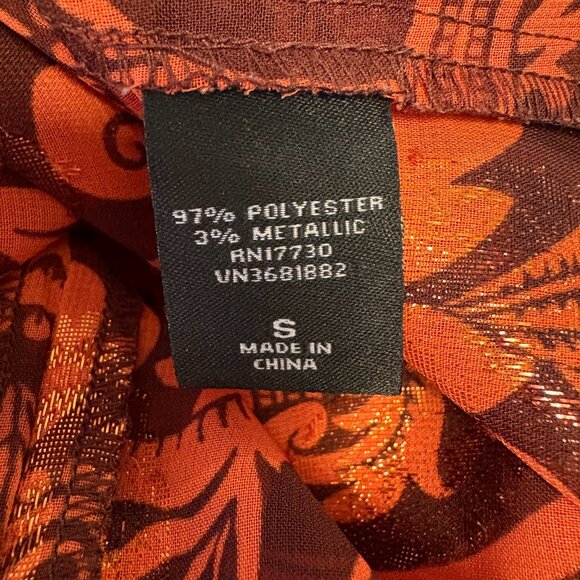 97% POLYESTER
3% METALLIC
RN17730
VN3681882
S
MADE IN
CHINA